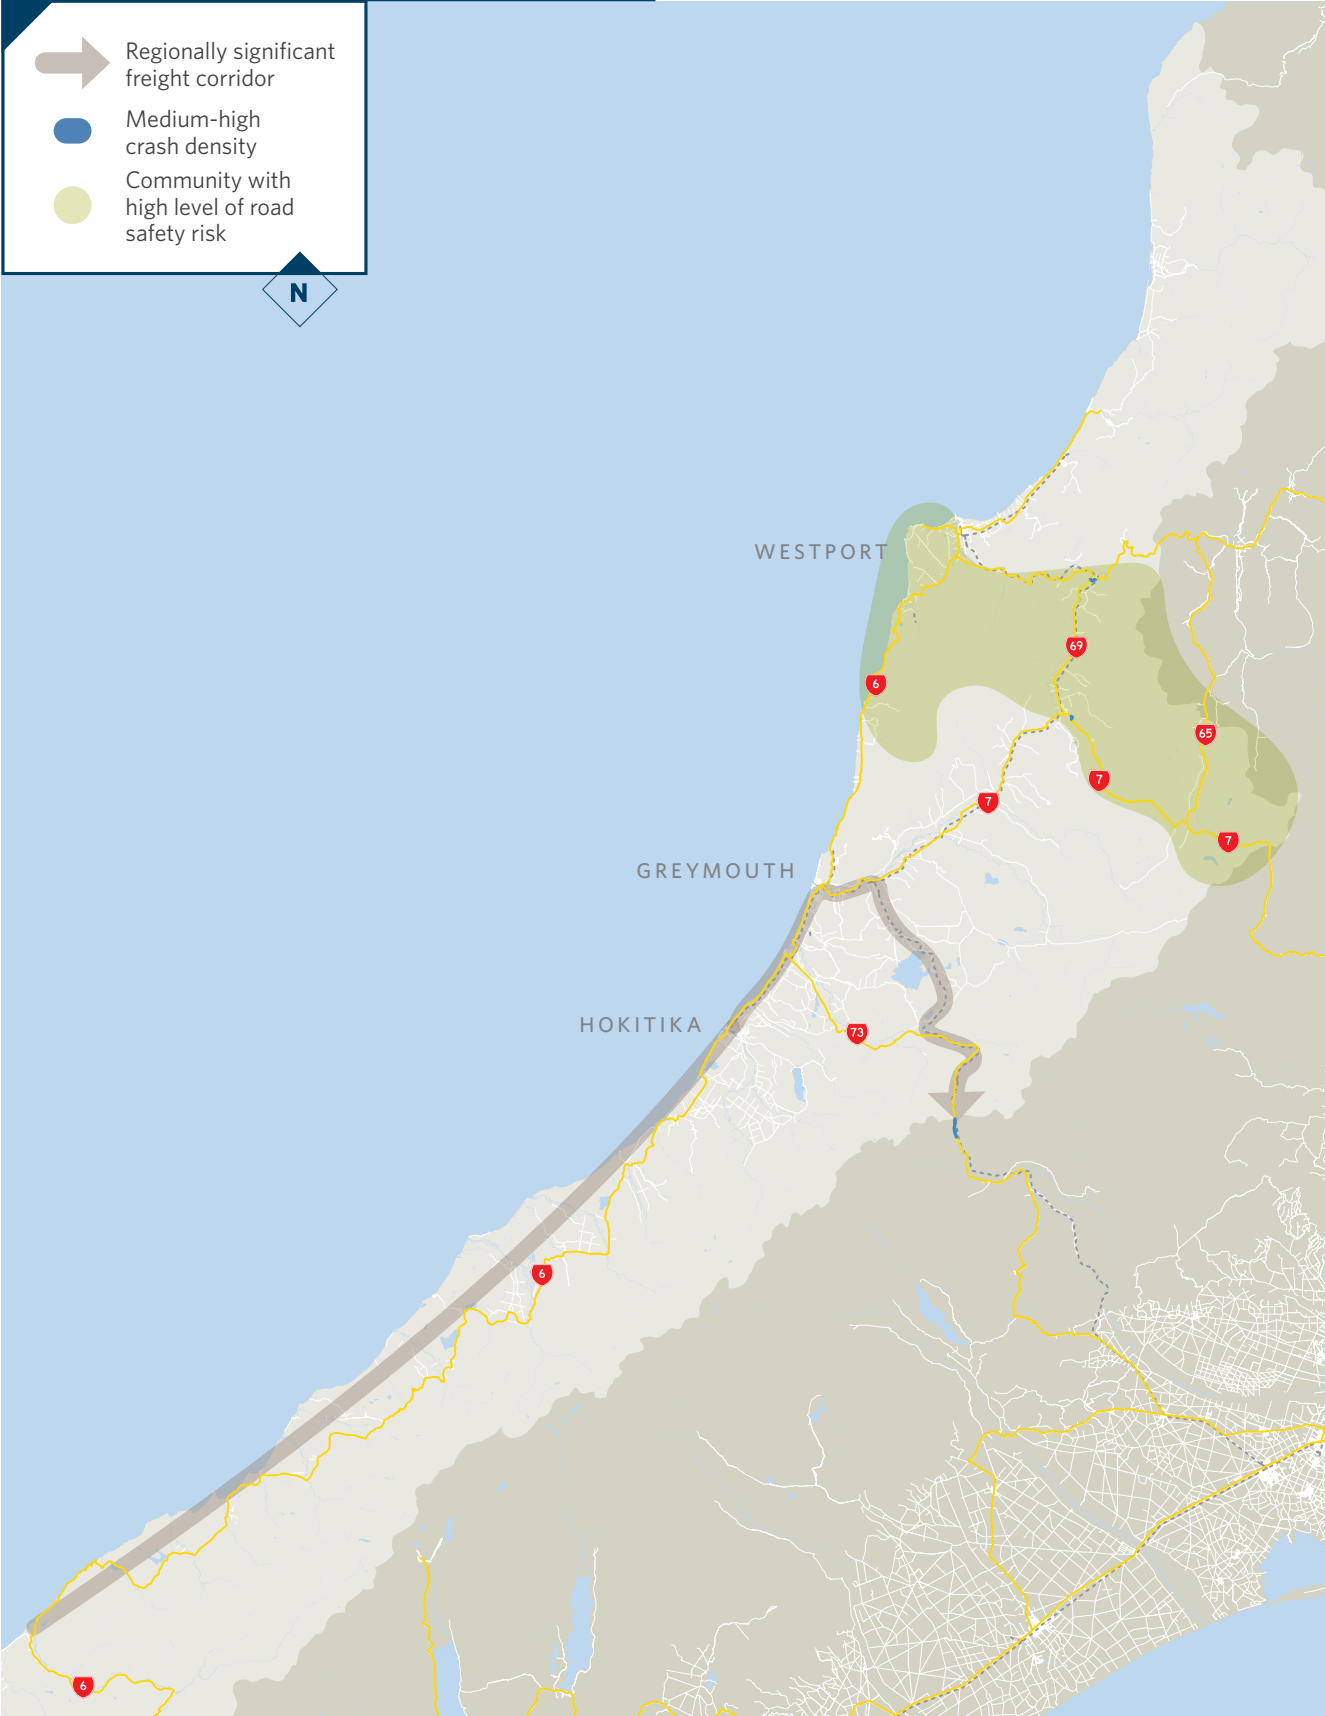 Regionally significant
freight corridor
Medium-high
crash density
Community with
high level of road
safety risk
N
WESTPORT
69
6
65
7
7
7
GREYMOUTH
HOKITIKA
73
6
6